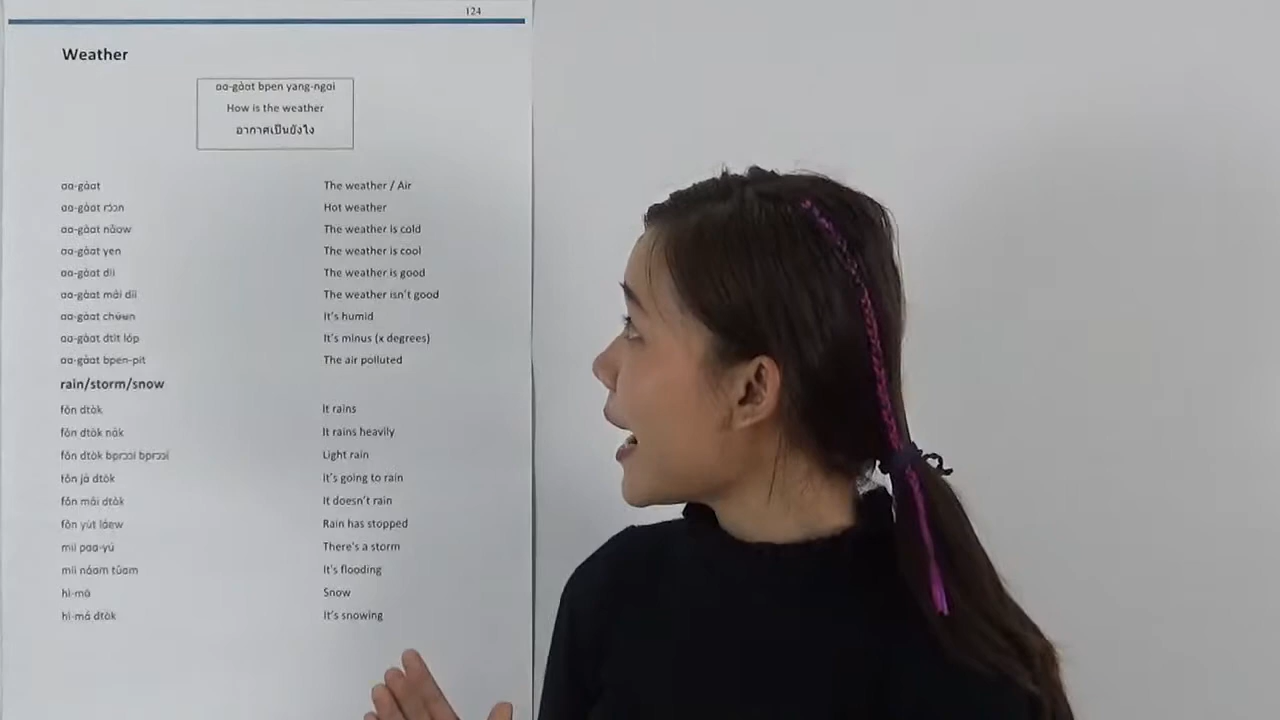 124
Weather
aa-gàat bpen yang-ngai
How is the weather
อากาศเป็นยังไง
aa-gàat The weather / Air
aa-gàat rɔ́ɔn Hot weather
aa-gàat nǎow The weather is cold
aa-gàat yen The weather is cool
aa-gàat dii The weather is good
aa-gàat mâi dii The weather isn't good
aa-gàat chʉ́ʉn It's humid
aa-gàat dtìt lóp It's minus (x degrees)
aa-gàat bpen-pit The air polluted
rain/storm/snow
fǒn dtòk It rains
fǒn dtòk nàk It rains heavily
fǒn dtòk bprɔɔi bprɔɔi Light rain
fǒn jà dtòk It's going to rain
fǒn mâi dtòk It doesn't rain
fǒn yùt láew Rain has stopped
mii paa-yú There's a storm
mii náam tûam It's flooding
hì-má Snow
hì-má dtòk It's snowing